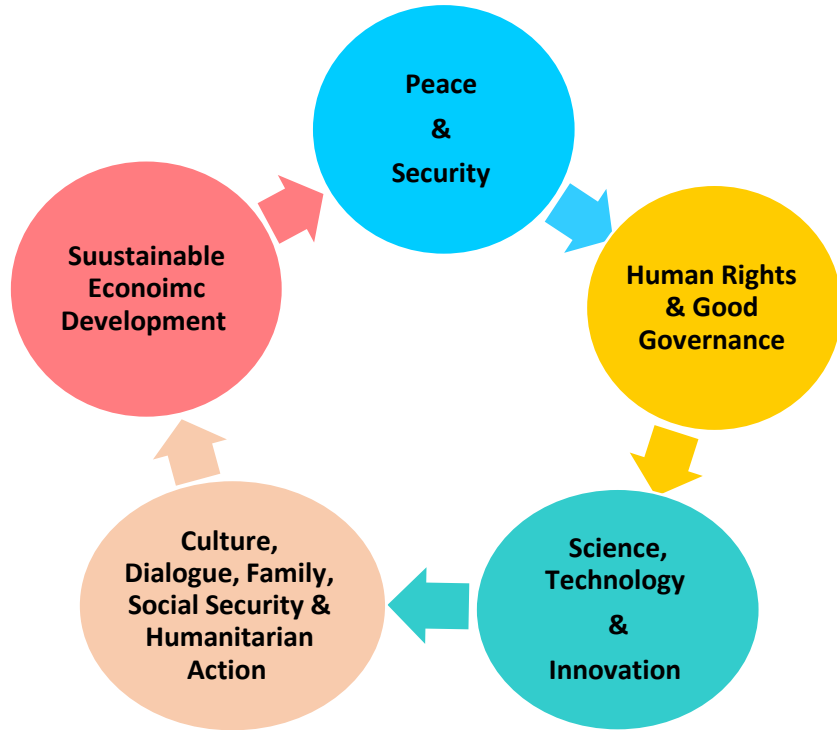 Peace
&
Security
Human Rights
& Good
Governance
Science,
Technology
&
Innovation
Culture,
Dialogue, Family,
Social Security &
Humanitarian
Action
Suustainable
Econoimc
Development